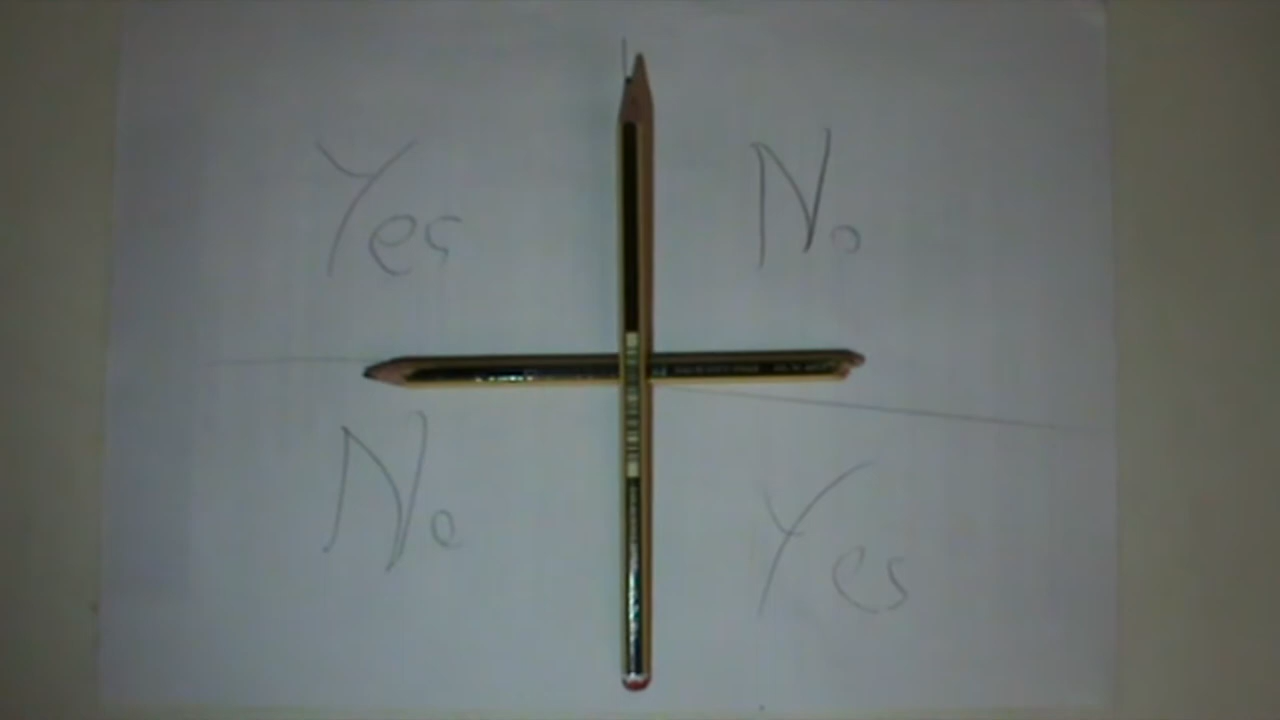 Yes No
No Yes